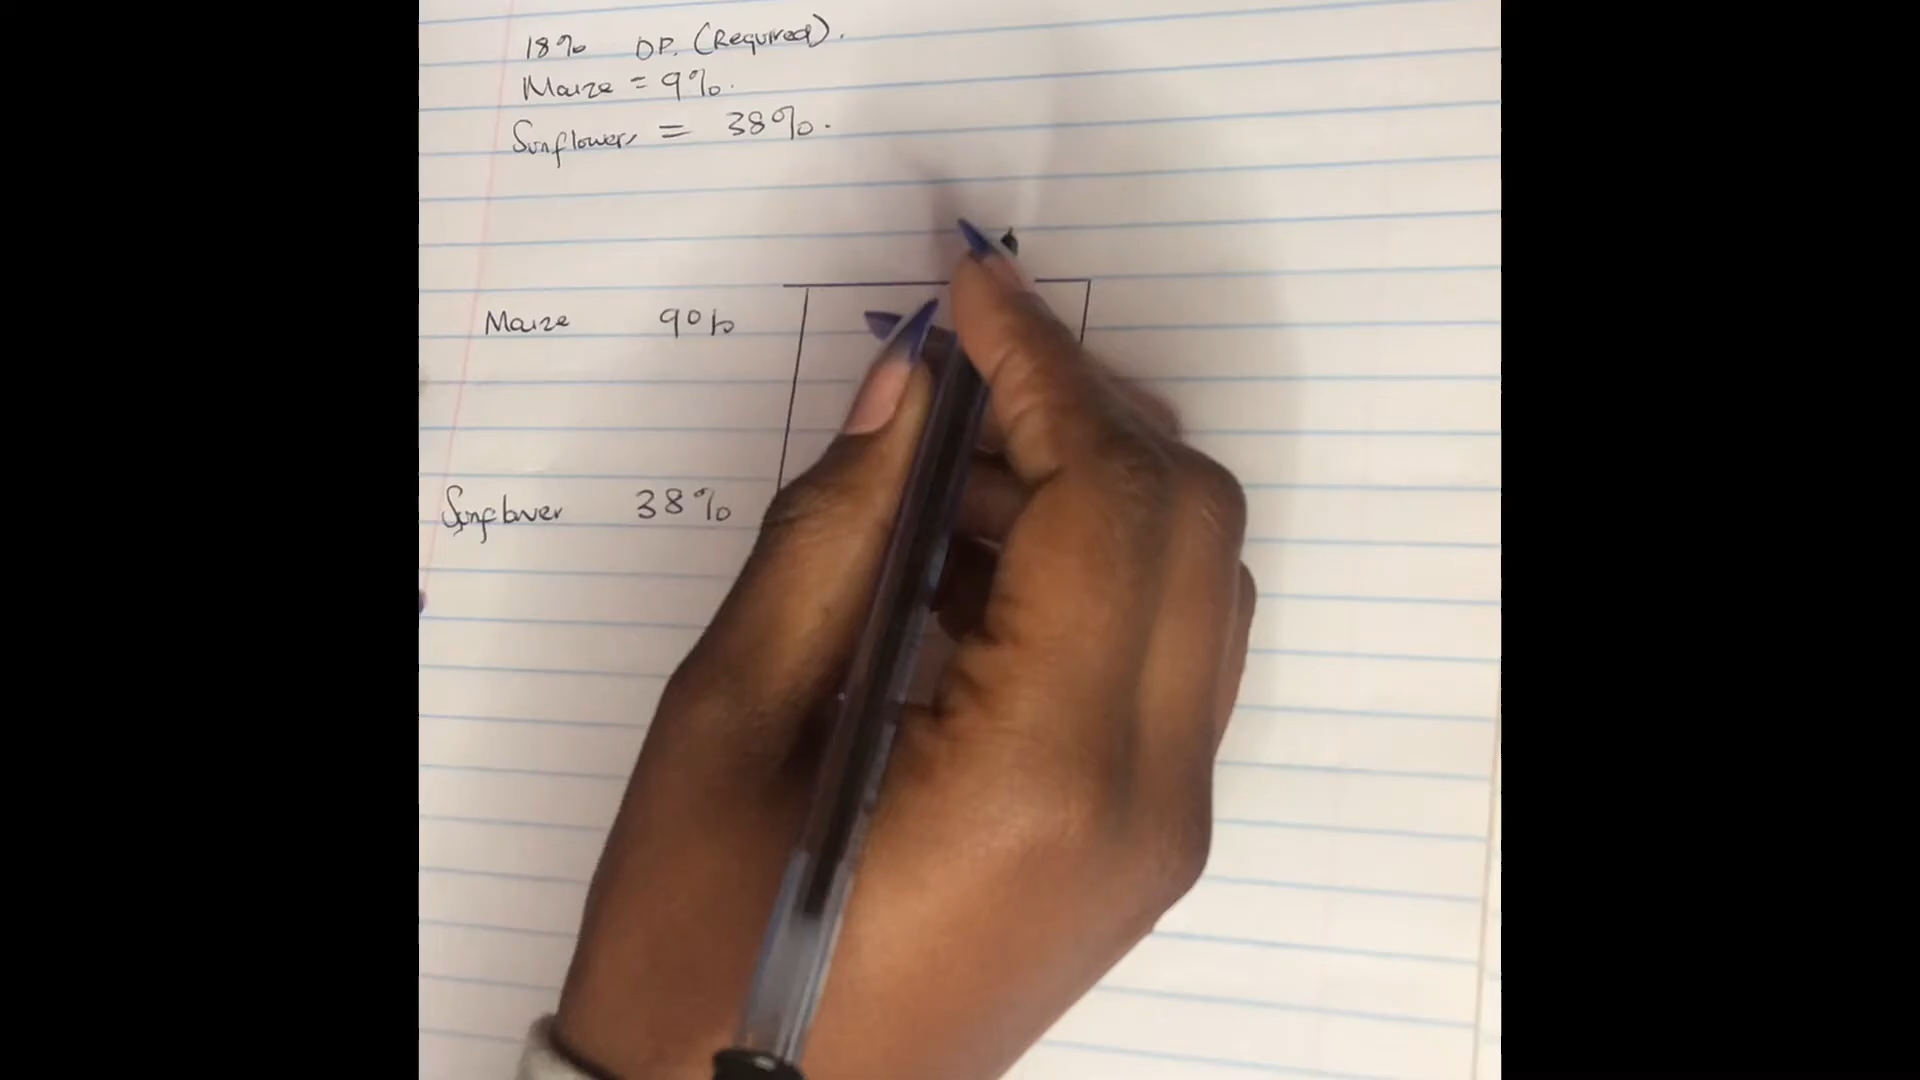 18% DP. (Required).
Maize = 9%.
Sunflower = 38%.
Maize 9%
Sunflower 38%